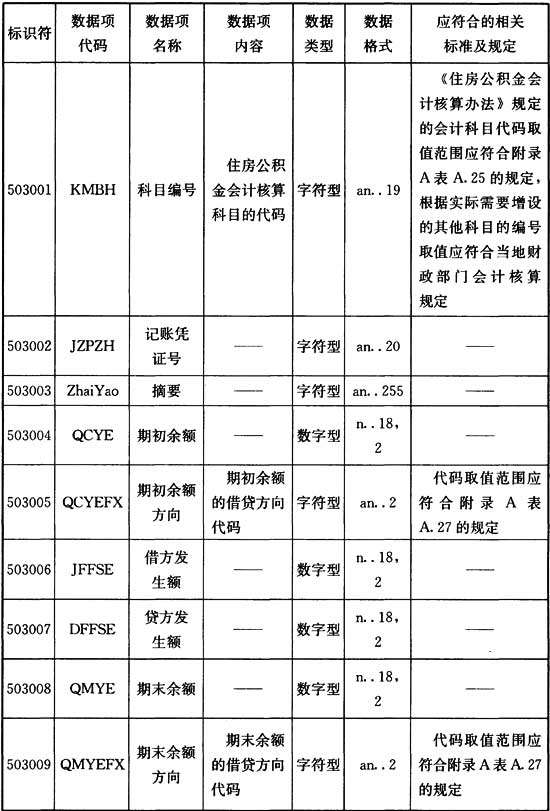 标识符 数据项代码 数据项名称 数据项内容 数据类型 数据格式 应符合的相关标准及规定
503001 KMBH 科目编号 住房公积金会计核算科目的代码 字符型 an..19 《住房公积金会计核算办法》规定的会计科目代码取值范围应符合附录A表A.25的规定,根据实际需要增设的其他科目的编号取值应符合当地财政部门会计核算规定
503002 JZPZH 记账凭证号 —— 字符型 an..20 ——
503003 ZhaiYao 摘要 —— 字符型 an..255 ——
503004 QCYE 期初余额 —— 数字型 n..18,2 ——
503005 QCYEFX 期初余额方向 期初余额的借贷方向代码 字符型 an..2 代码取值范围应符合附录A表A.27的规定
503006 JFFSE 借方发生额 —— 数字型 n..18,2 ——
503007 DFFSE 贷方发生额 —— 数字型 n..18,2 ——
503008 QMYE 期末余额 —— 数字型 n..18,2 ——
503009 QMYEFX 期末余额方向 期末余额的借贷方向代码 字符型 an..2 代码取值范围应符合附录A表A.27的规定